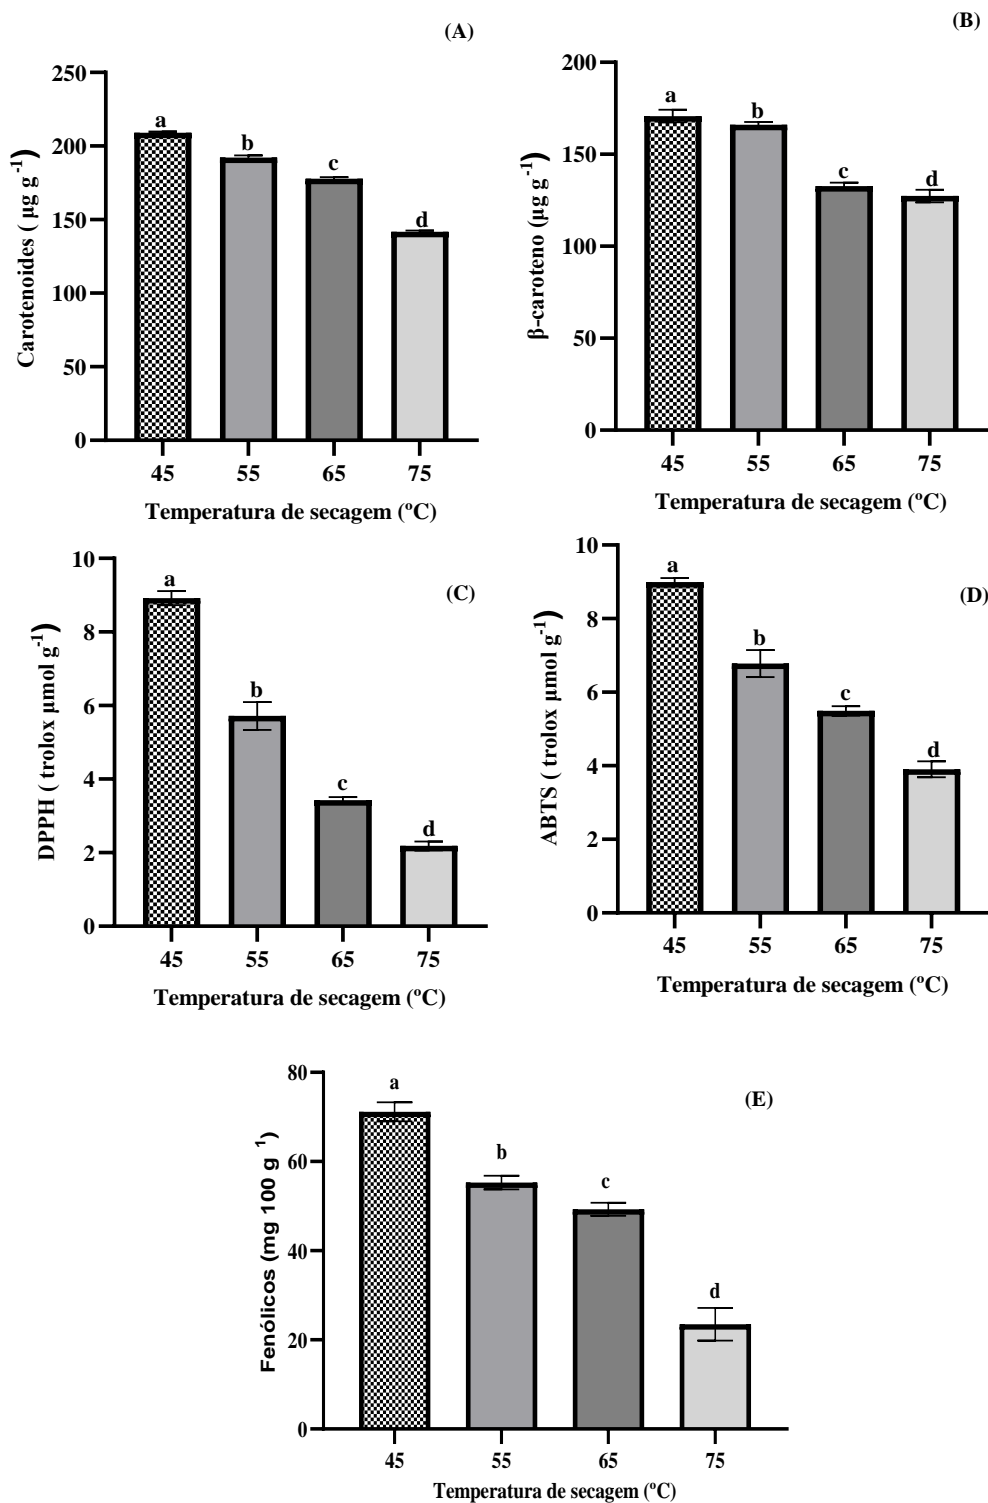 (A)
250
200
150
100
50
0
Carotenoides ( µg g -1)
a
b
c
d
45 55 65 75
Temperatura de secagem (ºC)
(B)
200
150
100
50
0
β-caroteno (µg g -1)
a
b
c
d
45 55 65 75
Temperatura de secagem (ºC)
(C)
10
8
6
4
2
0
DPPH ( trolox µmol g -1)
a
b
c
d
45 55 65 75
Temperatura de secagem (ºC)
(D)
10
8
6
4
2
0
ABTS ( trolox µmol g -1)
a
b
c
d
45 55 65 75
Temperatura de secagem (ºC)
(E)
80
60
40
20
0
Fenólicos (mg 100 g 1)
a
b
c
d
45 55 65 75
Temperatura de secagem (ºC)